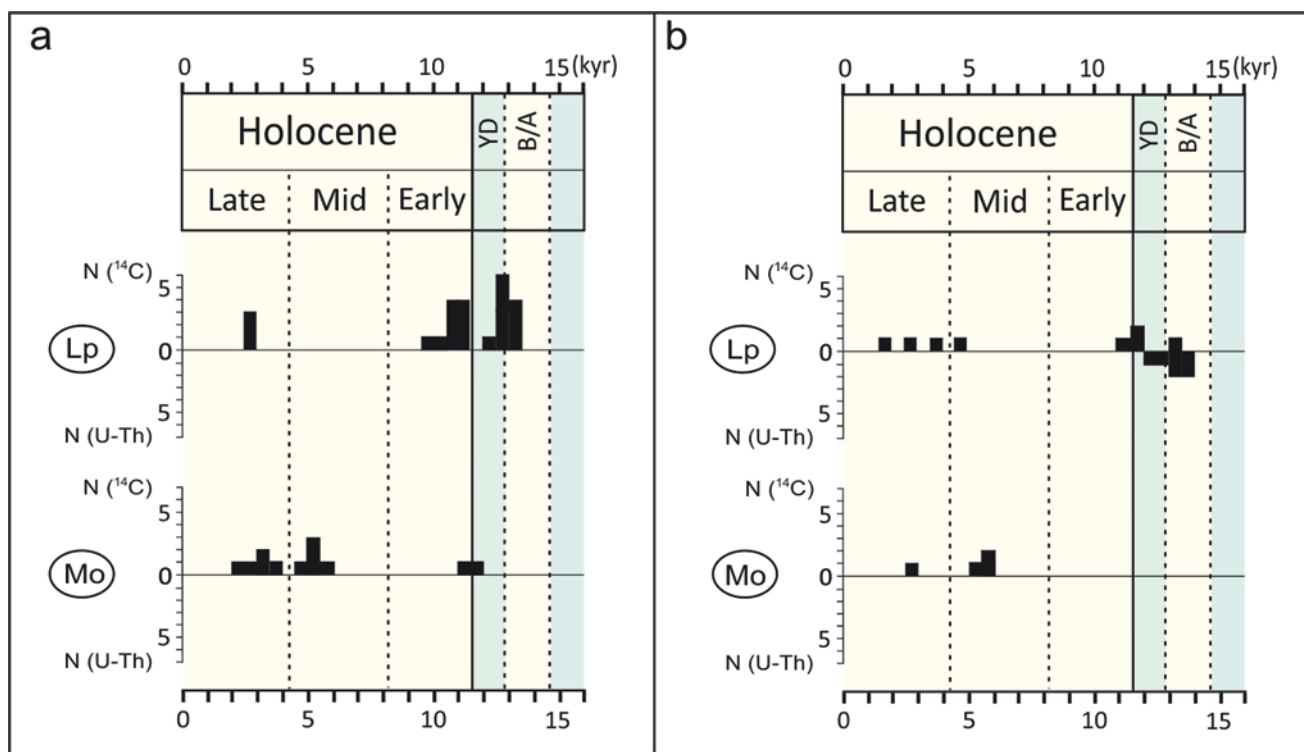 a
0 5 10 15 (kyr)
Holocene YD B/A
Late Mid Early
N (¹⁴C)
5
Lp 0
5
N (U-Th)
N (¹⁴C)
5
Mo 0
5
N (U-Th)
0 5 10 15
b
0 5 10 15 (kyr)
Holocene YD B/A
Late Mid Early
N (¹⁴C)
5
Lp 0
5
N (U-Th)
N (¹⁴C)
5
Mo 0
5
N (U-Th)
0 5 10 15